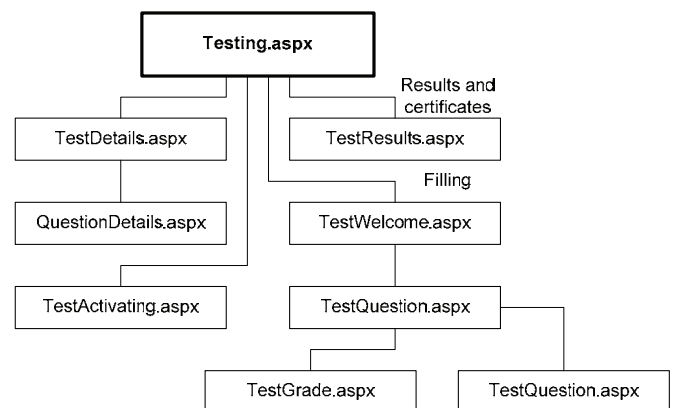 Testing.aspx
Results and
certificates
TestDetails.aspx
TestResults.aspx
Filling
QuestionDetails.aspx
TestWelcome.aspx
TestActivating.aspx
TestQuestion.aspx
TestGrade.aspx
TestQuestion.aspx